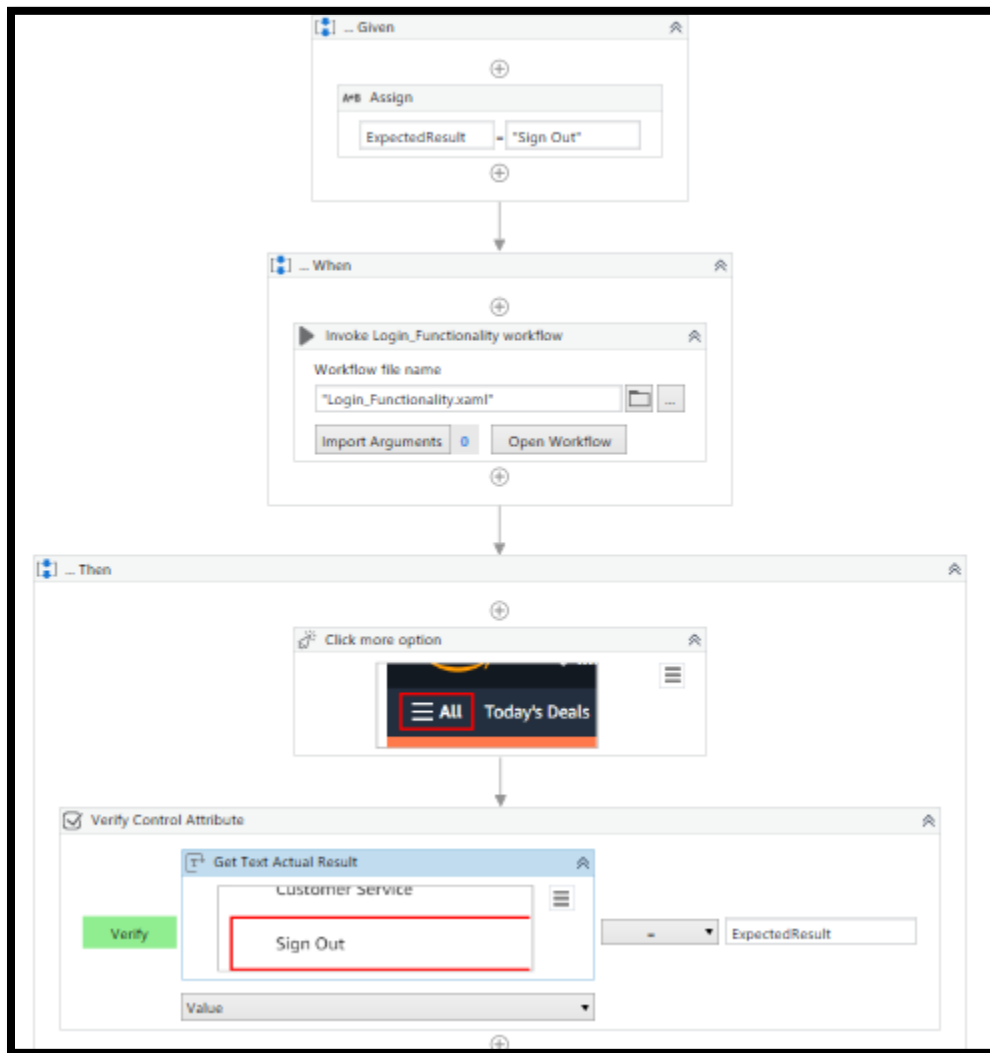 ... Given
A*B Assign
ExpectedResult = "Sign Out"
... When
Invoke Login_Functionality workflow
Workflow file name
"Login_Functionality.xaml"
...
Import Arguments 0 Open Workflow
... Then
Click more option
All Today's Deals
Verify Control Attribute
Get Text Actual Result
Customer Service
Verify
Sign Out
= ExpectedResult
Value